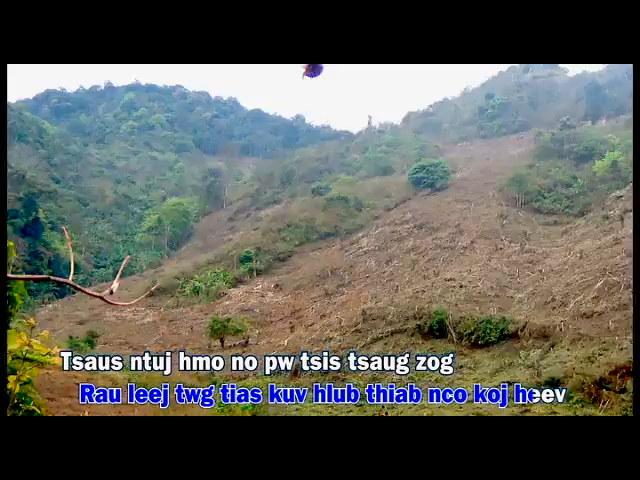 Tsaus ntuj hmo no pw tsis tsaug zog
Rau leej twg tias kuv hlub thiab nco koj heev